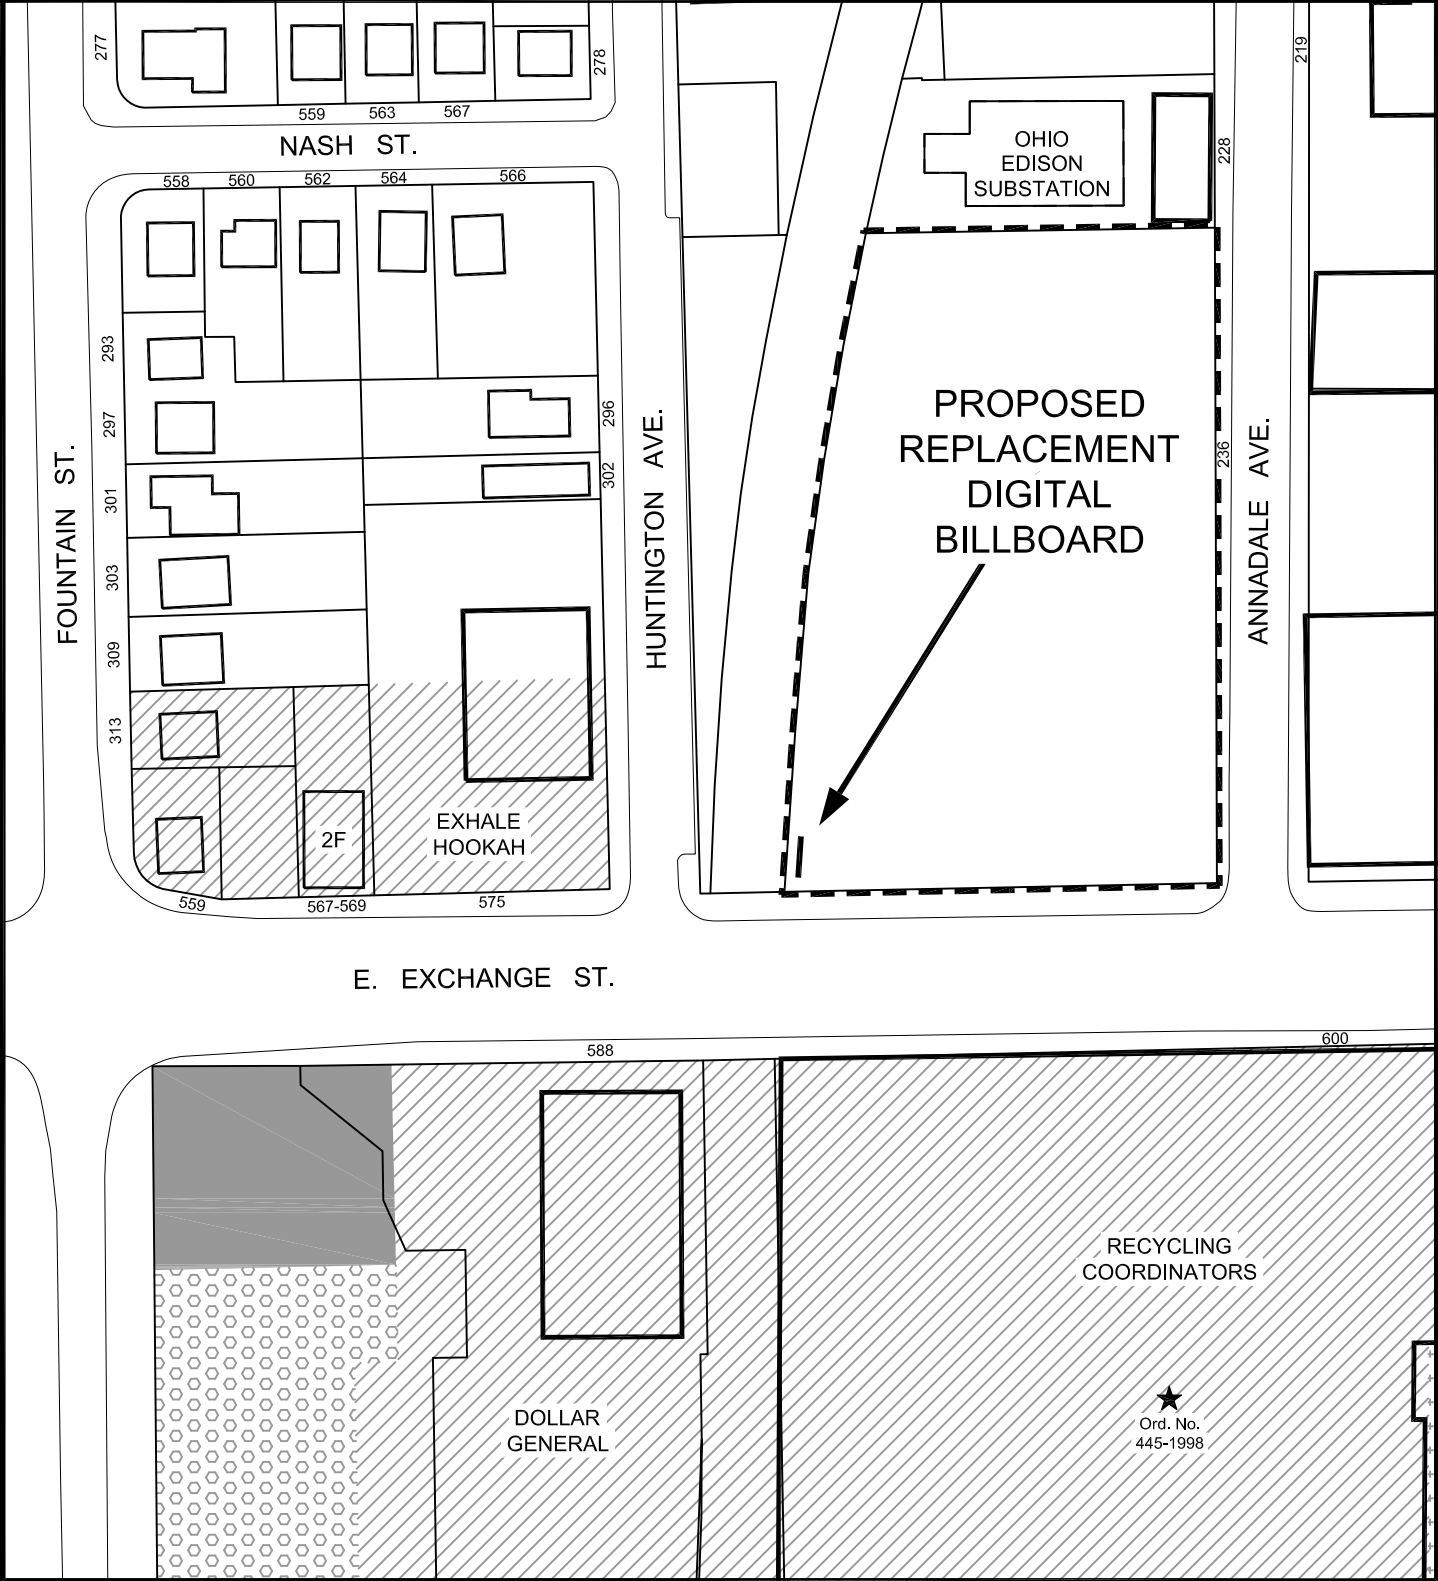 277
278
219
559
563
567
NASH ST.
OHIO
EDISON
SUBSTATION
228
558
560
562
564
566
293
297
301
303
309
313
296
302
236
FOUNTAIN ST.
HUNTINGTON AVE.
ANNADALE AVE.
PROPOSED
REPLACEMENT
DIGITAL
BILLBOARD
2F
EXHALE
HOOKAH
559
567-569
575
E. EXCHANGE ST.
588
600
RECYCLING
COORDINATORS
Ord. No.
445-1998
DOLLAR
GENERAL